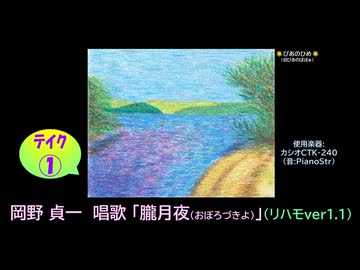 🌻ぴあのひめ🌻
(旧ぴあのばばぁ)
テイク
①
使用楽器:
カシオCTK-240
(音:PianoStr)
岡野 貞一 唱歌「朧月夜(おぼろづきよ)」(リハモver1.1)